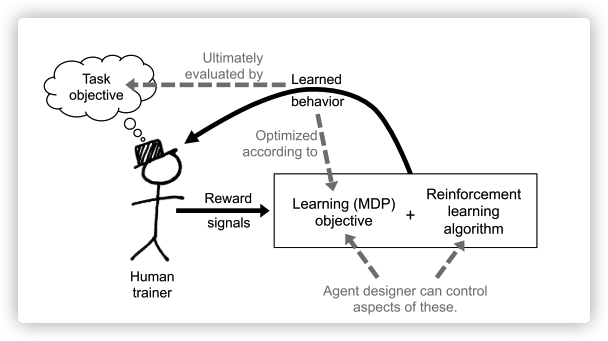 Ultimately
evaluated by
Task
objective
Learned
behavior
Optimized
according to
Reward
signals
Learning (MDP)
objective
+
Reinforcement
learning
algorithm
Human
trainer
Agent designer can control
aspects of these.